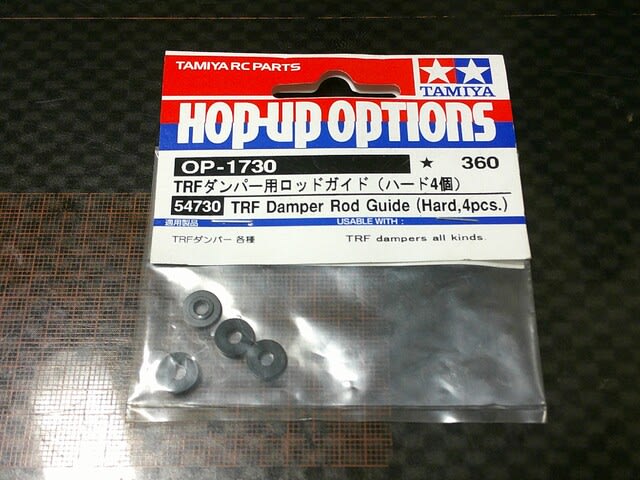 TAMIYA RC PARTS
TAMIYA
HOP-UP OPTIONS
OP-1730 ★ 360
TRFダンパー用ロッドガイド（ハード4個）
54730 TRF Damper Rod Guide (Hard,4pcs.)
適用製品 USABLE WITH :
TRFダンパー 各種 TRF dampers all kinds.